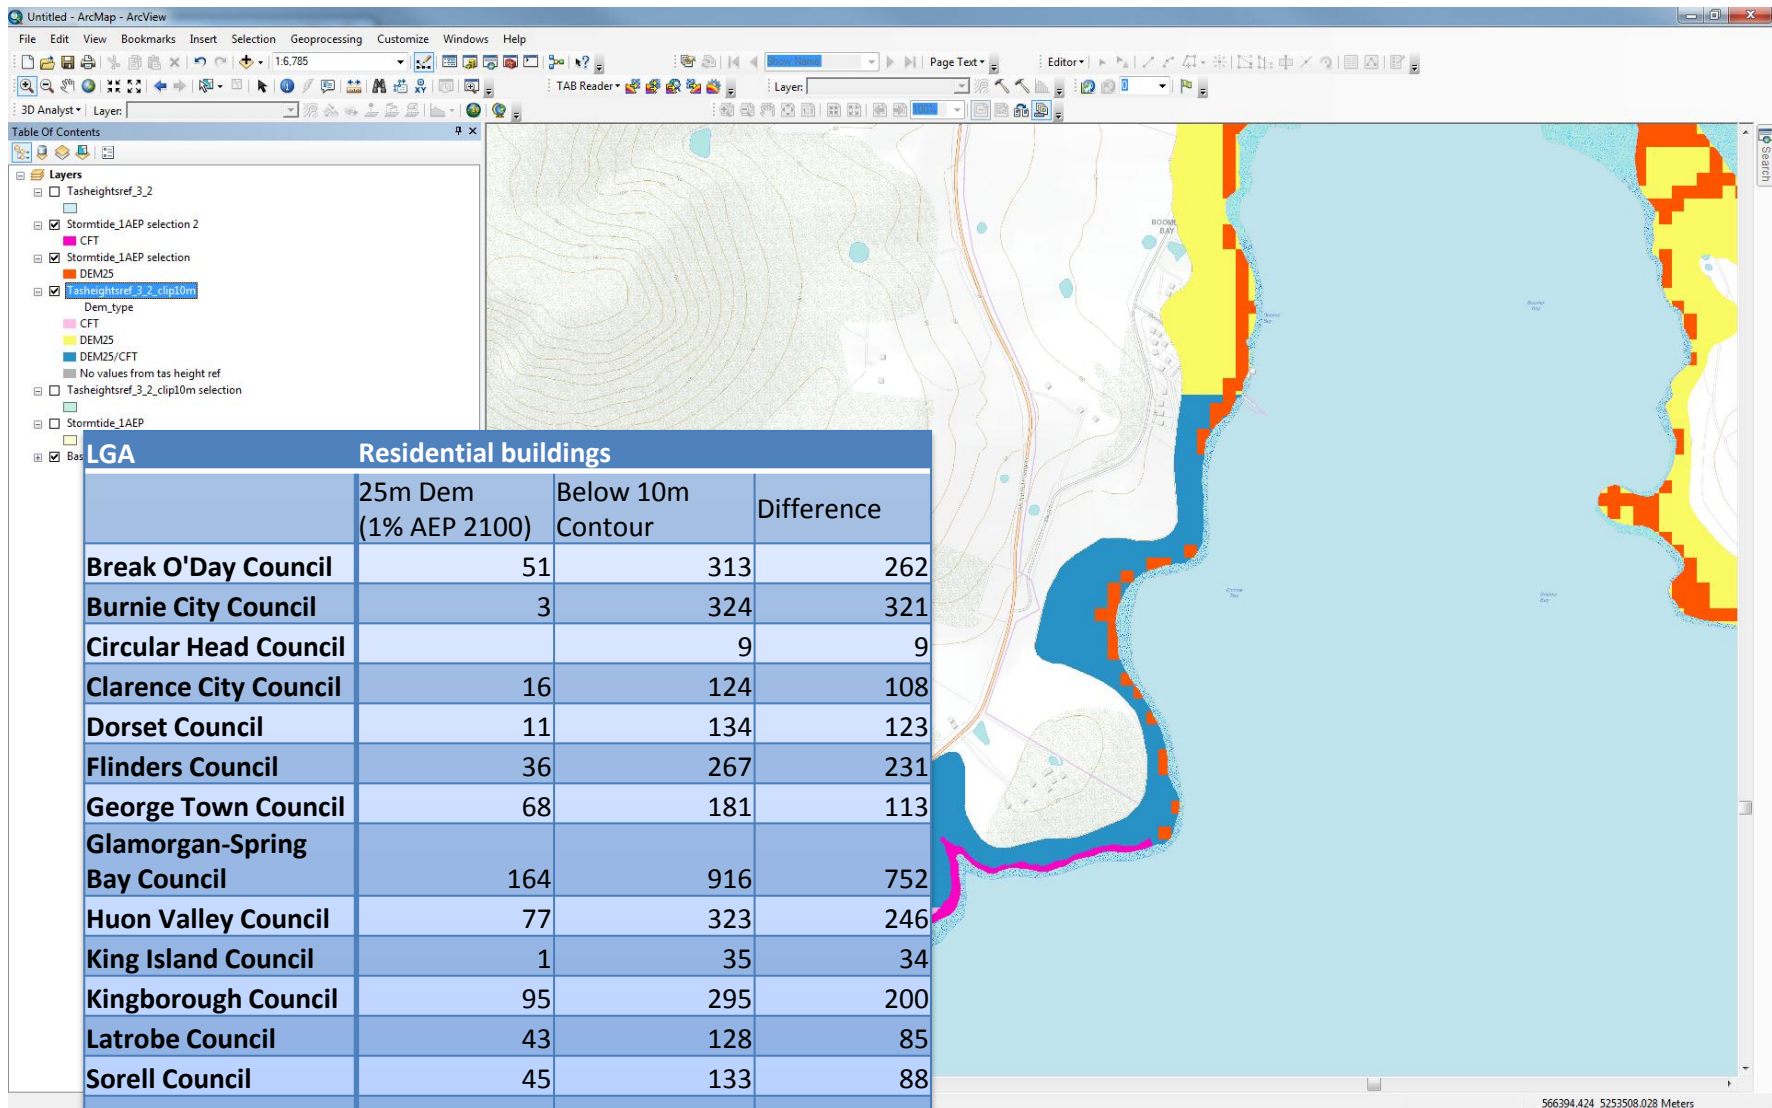 Untitled - ArcMap - ArcView
File Edit View Bookmarks Insert Selection Geoprocessing Customize Windows Help
1:6,785
Show Name
Page Text
Editor
TAB Reader
Layer:
3D Analyst
Layer:
100%
Table Of Contents
Search
Layers
Tasheightsref_3_2
Stormtide_1AEP selection 2
CFT
Stormtide_1AEP selection
DEM25
Tasheightsref_3_2_clip10m
Dem_type
CFT
DEM25
DEM25/CFT
No values from tas height ref
Tasheightsref_3_2_clip10m selection
Stormtide_1AEP
Bas
BAY
LGA Residential buildings
25m Dem (1% AEP 2100) Below 10m Contour Difference
Break O'Day Council 51 313 262
Burnie City Council 3 324 321
Circular Head Council 9 9
Clarence City Council 16 124 108
Dorset Council 11 134 123
Flinders Council 36 267 231
George Town Council 68 181 113
Glamorgan-Spring
Bay Council 164 916 752
Huon Valley Council 77 323 246
King Island Council 1 35 34
Kingborough Council 95 295 200
Latrobe Council 43 128 85
Sorell Council 45 133 88
566394.424 5253508.028 Meters